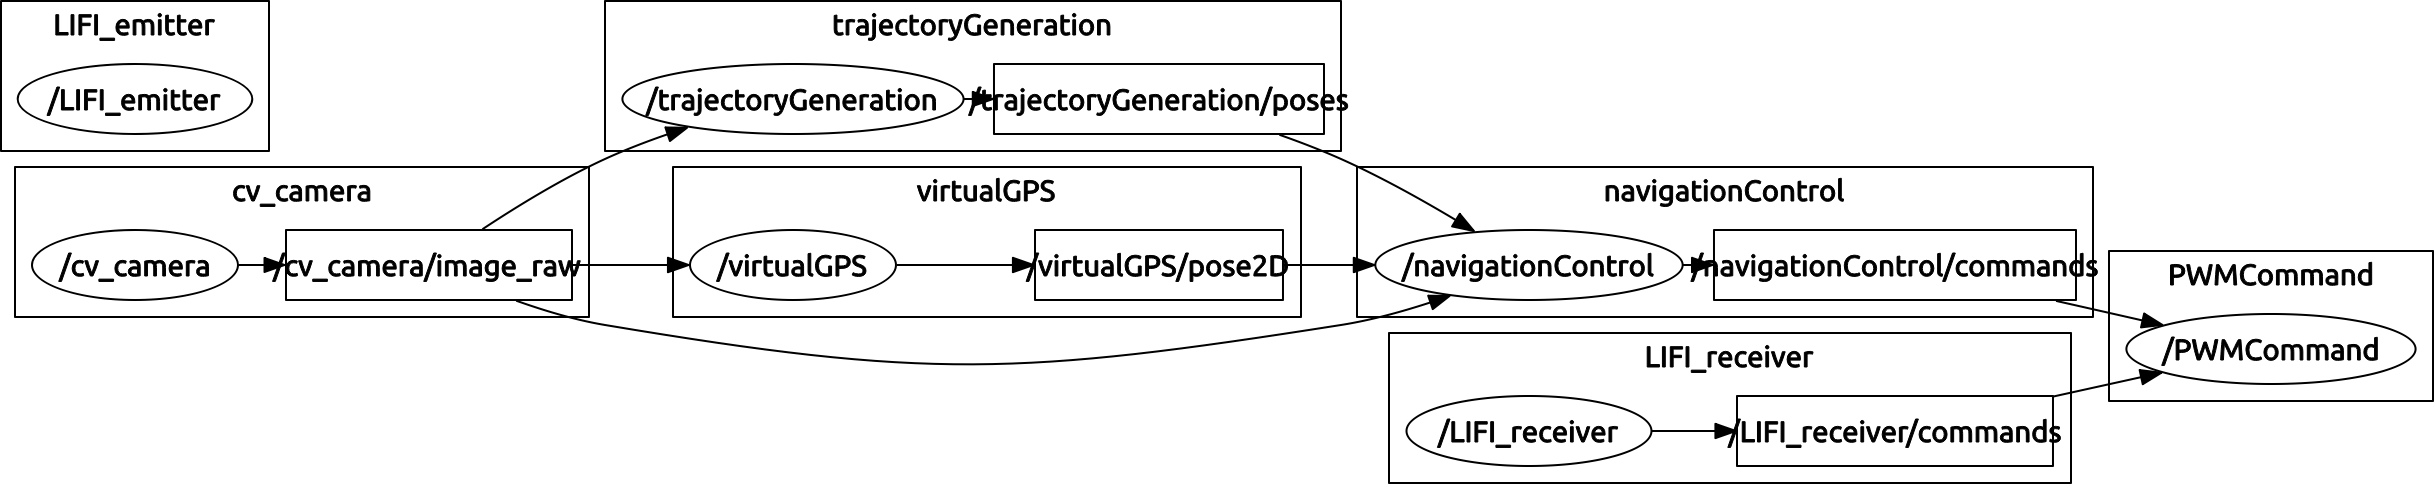 LIFI_emitter
/LIFI_emitter
trajectoryGeneration
/trajectoryGeneration
/trajectoryGeneration/poses
cv_camera
/cv_camera
/cv_camera/image_raw
virtualGPS
/virtualGPS
/virtualGPS/pose2D
navigationControl
/navigationControl
/navigationControl/commands
PWMCommand
/PWMCommand
LIFI_receiver
/LIFI_receiver
/LIFI_receiver/commands